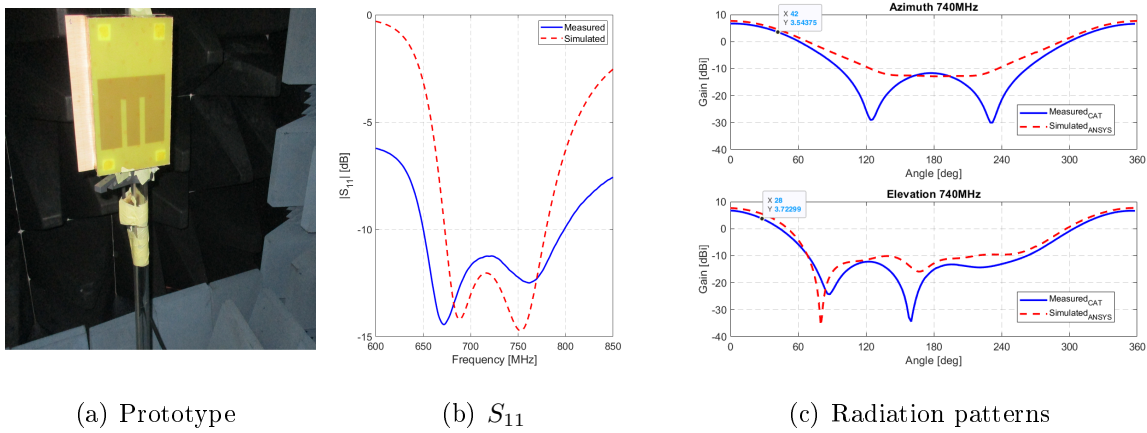 |S11| [dB]
0
-5
-10
-15
600
650
700
750
800
850
Frequency [MHz]
Measured
Simulated
Azimuth 740MHz
Gain [dBi]
10
0
-10
-20
-30
-40
0
60
120
180
240
300
360
Angle [deg]
X 42
Y 3.54375
MeasuredCAT
SimulatedANSYS
Elevation 740MHz
Gain [dBi]
10
0
-10
-20
-30
-40
0
60
120
180
240
300
360
Angle [deg]
X 28
Y 3.72299
MeasuredCAT
SimulatedANSYS
(a) Prototype
(b) S11
(c) Radiation patterns